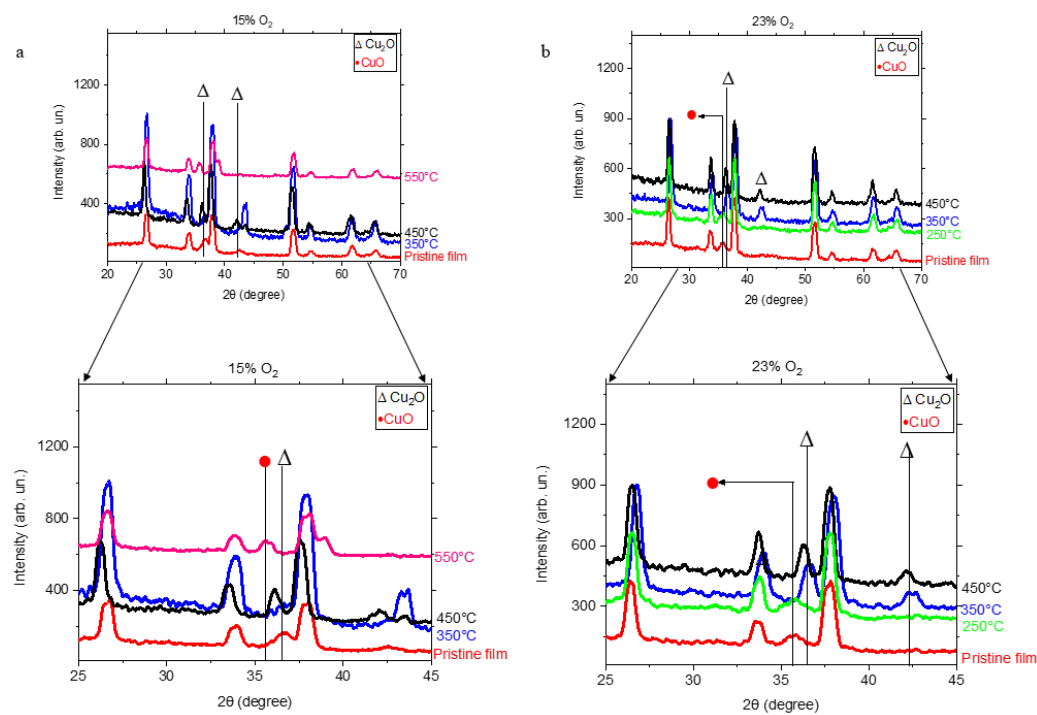 a
15% O₂
Δ Cu₂O
•CuO
Δ
Δ
Intensity (arb. un.)
1200
800
400
550°C
450°C
350°C
Pristine film
20 30 40 50 60 70
2θ (degree)
b
23% O₂
Δ Cu₂O
•CuO
Δ
Δ
Intensity (arb. un.)
1200
900
600
300
450°C
350°C
250°C
Pristine film
20 30 40 50 60 70
2θ (degree)
15% O₂
Δ Cu₂O
•CuO
Δ
Intensity (arb. un.)
1200
800
400
550°C
450°C
350°C
Pristine film
25 30 35 40 45
2θ (degree)
23% O₂
Δ Cu₂O
•CuO
Δ
Δ
Intensity (arb. un.)
1200
900
600
300
450°C
350°C
250°C
Pristine film
25 30 35 40 45
2θ (degree)